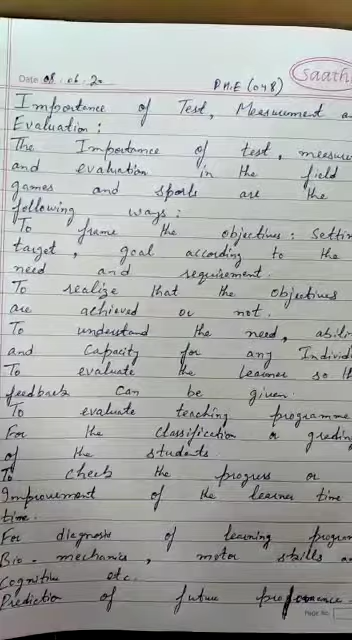 Saath
Date 08.06.20
P.H.E (048)
Importance of Test, Measurement a
Evaluation:
The Importance of test, measure
and evaluation in the field
games and sports are the
following ways:
To frame the objectives: Settin
target, goal according to the
need and requirement.
To realize that the objectives
are achieved or not.
To understand the need, abili
and Capacity for any Individ
To evaluate the learner so th
feedback Can be given.
To evaluate teaching programme
For the Classification or gradin
of the students.
To check the progress or
Improvement of the learner time
time.
For diagnosis of learning program
Bio-mechanics, motor skills a
Cognitive etc.
Prediction of future
Page No.